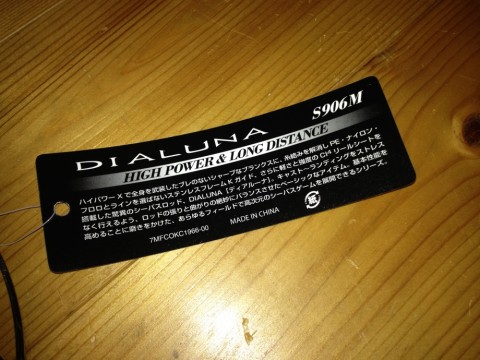 DIALUNA S906M
HIGH POWER & LONG DISTANCE
ハイパワーXで全身を武装したブレのないシャープなブランクスに、糸絡みを解消しPE・ナイロン・
フロロとラインを選ばないステンレスフレームKガイド、さらに軽さと強度のCI4リールシートを
搭載した驚異のシーバスロッド、DIALUNA［ディアルーナ］。キャスト〜ランディングをストレス
なく行えるよう、ロッドの張りと曲がりの絶妙にバランスさせたベーシックなアイテム。基本性能を
高めることに磨きをかけた、あらゆるフィールドで高次元のシーバスゲームを展開できるシリーズ。
7MFCOKC1966-00 MADE IN CHINA
紙